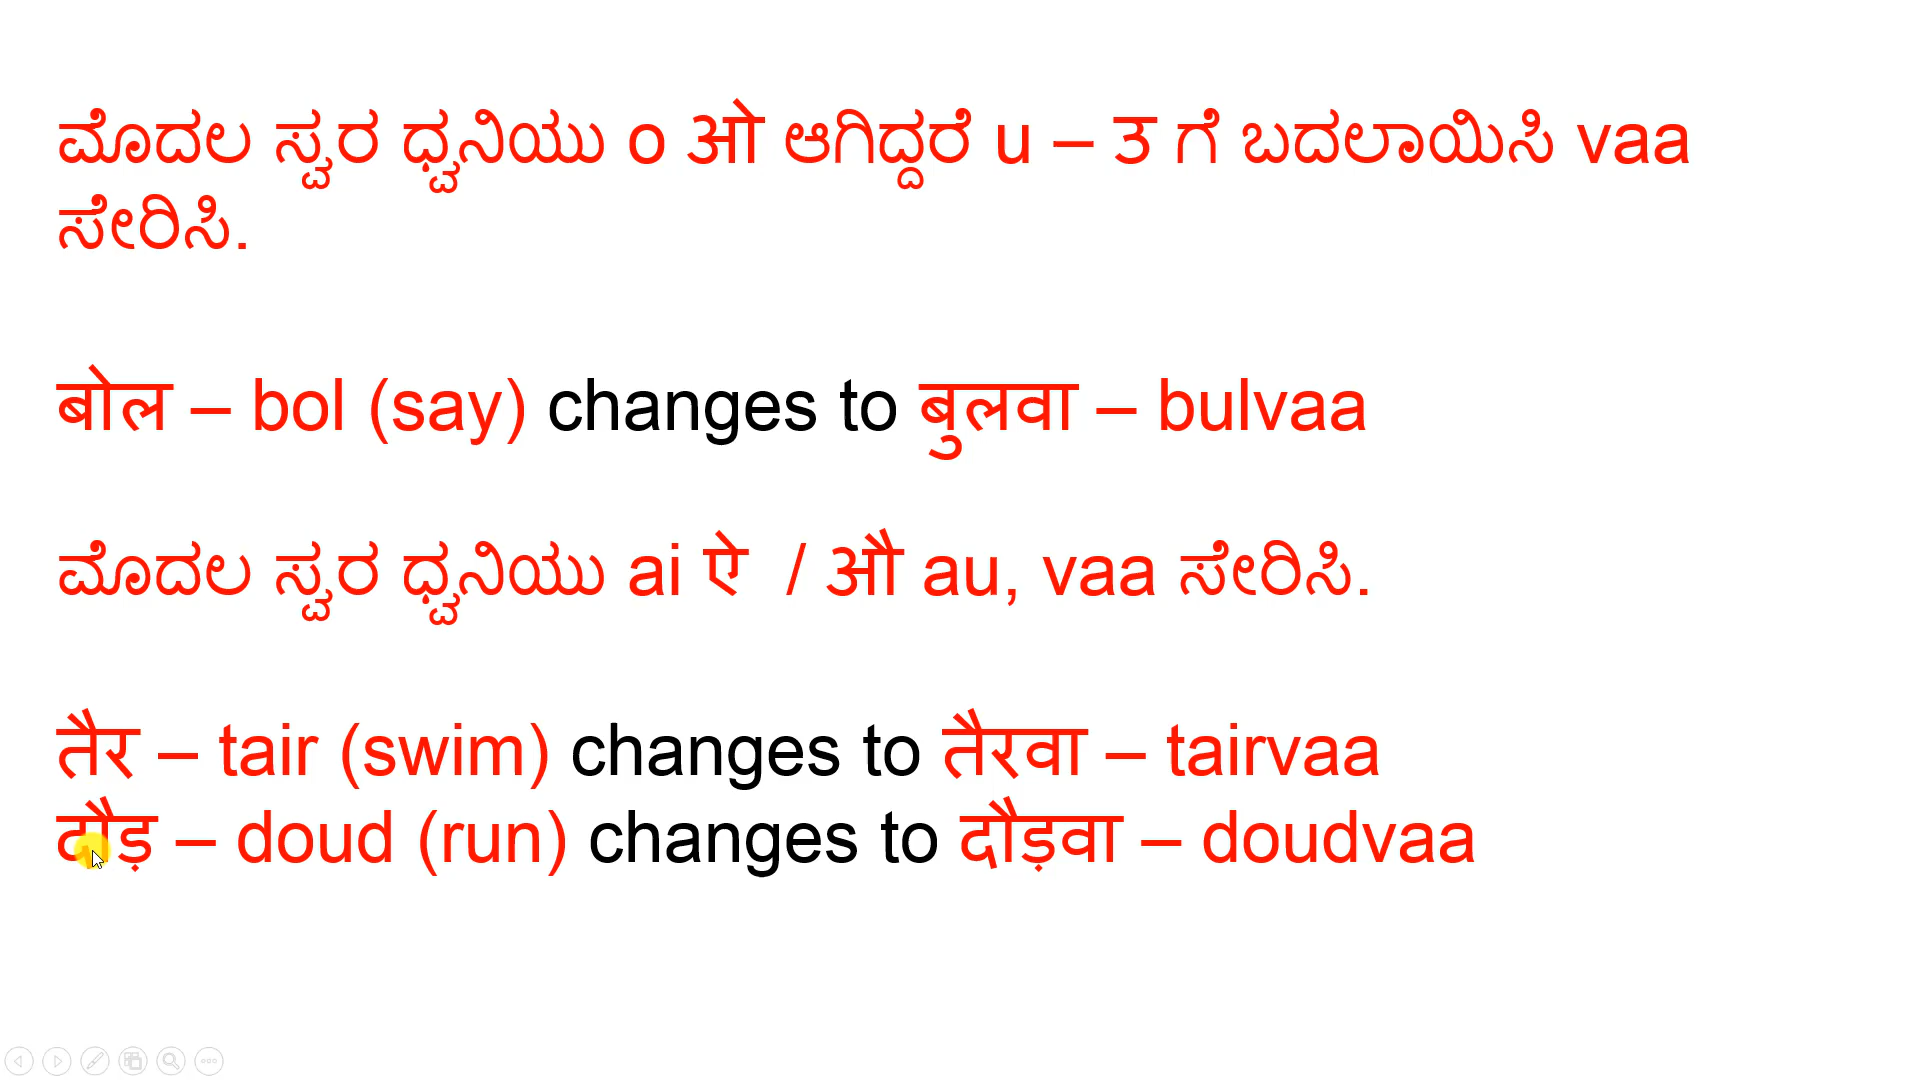 ಮೊದಲ ಸ್ವರ ಧ್ವನಿಯು o ओ ಆಗಿದ್ದರೆ u – उ ಗೆ ಬದಲಾಯಿಸಿ vaa
ಸೇರಿಸಿ.
बोल – bol (say) changes to बुलवा – bulvaa
ಮೊದಲ ಸ್ವರ ಧ್ವನಿಯು ai ऐ / औ au, vaa ಸೇರಿಸಿ.
तैर – tair (swim) changes to तैरवा – tairvaa
दौड़ – doud (run) changes to दौड़वा – doudvaa